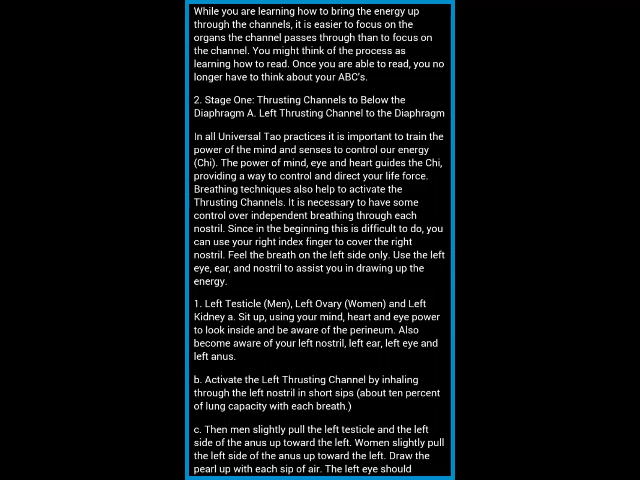 While you are learning how to bring the energy up
through the channels, it is easier to focus on the
organs the channel passes through than to focus on
the channel. You might think of the process as
learning how to read. Once you are able to read, you no
longer have to think about your ABC's.
2. Stage One: Thrusting Channels to Below the
Diaphragm A. Left Thrusting Channel to the Diaphragm
In all Universal Tao practices it is important to train the
power of the mind and senses to control our energy
(Chi). The power of mind, eye and heart guides the Chi,
providing a way to control and direct your life force.
Breathing techniques also help to activate the
Thrusting Channels. It is necessary to have some
control over independent breathing through each
nostril. Since in the beginning this is difficult to do, you
can use your right index finger to cover the right
nostril. Feel the breath on the left side only. Use the left
eye, ear, and nostril to assist you in drawing up the
energy.
1. Left Testicle (Men), Left Ovary (Women) and Left
Kidney a. Sit up, using your mind, heart and eye power
to look inside and be aware of the perineum. Also
become aware of your left nostril, left ear, left eye and
left anus.
b. Activate the Left Thrusting Channel by inhaling
through the left nostril in short sips (about ten percent
of lung capacity with each breath.)
c. Then men slightly pull the left testicle and the left
side of the anus up toward the left. Women slightly pull
the left side of the anus up toward the left. Draw the
pearl up with each sip of air. The left eye should